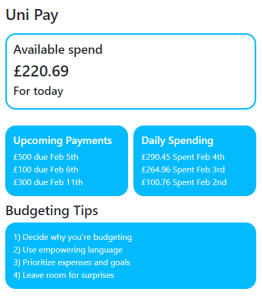 Uni Pay
Available spend
£220.69
For today
Upcoming Payments
£500 due Feb 5th
£100 due Feb 6th
£300 due Feb 11th
Daily Spending
£290.45 Spent Feb 4th
£264.96 Spent Feb 3rd
£100.76 Spent Feb 2nd
Budgeting Tips
1) Decide why you're budgeting
2) Use empowering language
3) Prioritize expenses and goals
4) Leave room for surprises